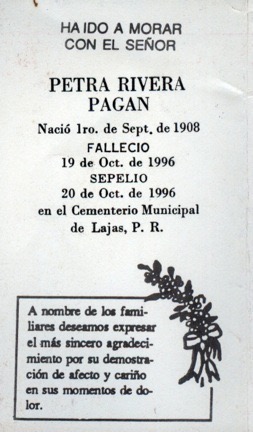 HA IDO A MORAR
CON EL SEÑOR
PETRA RIVERA
PAGAN
Nació 1ro. de Sept. de 1908
FALLECIO
19 de Oct. de 1996
SEPELIO
20 de Oct. de 1996
en el Cementerio Municipal
de Lajas, P. R.
A nombre de los fami-
liares deseamos expresar
el más sincero agradeci-
miento por su demostra-
ción de afecto y cariño
en sus momentos de do-
lor.